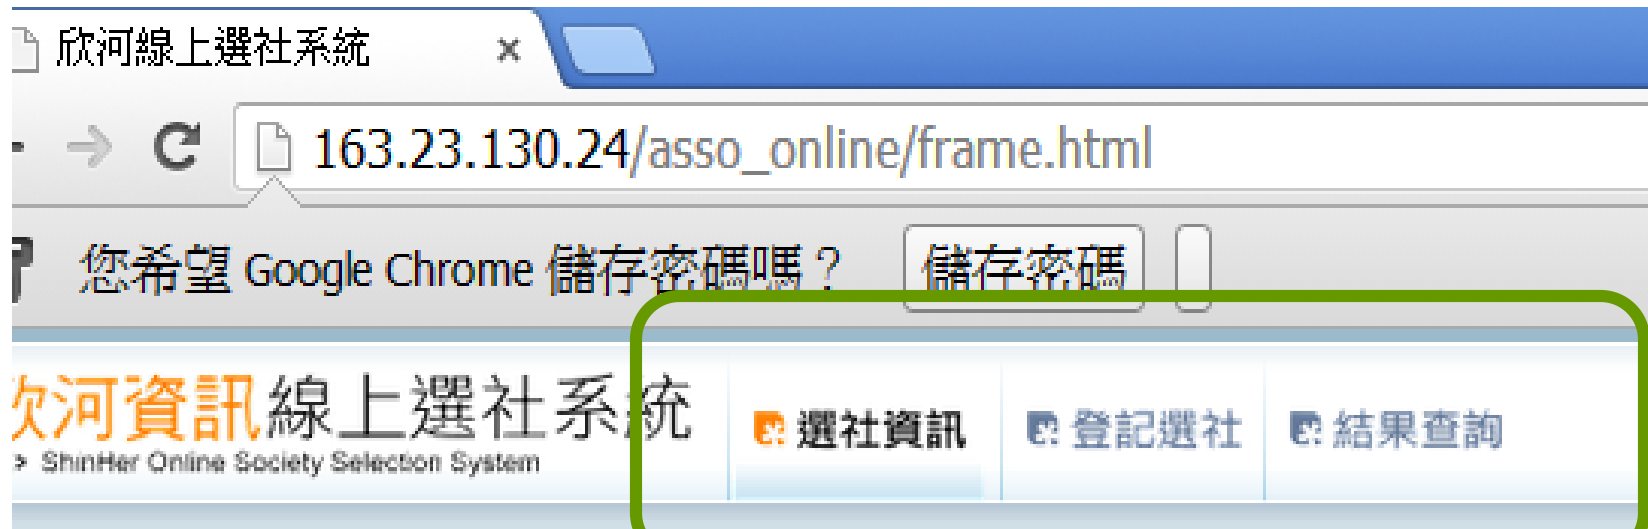 欣河線上選社系統
163.23.130.24/asso_online/frame.html
您希望 Google Chrome 儲存密碼嗎？ 儲存密碼
欣河資訊線上選社系統 選社資訊 登記選社 結果查詢
> ShinHer Online Society Selection System